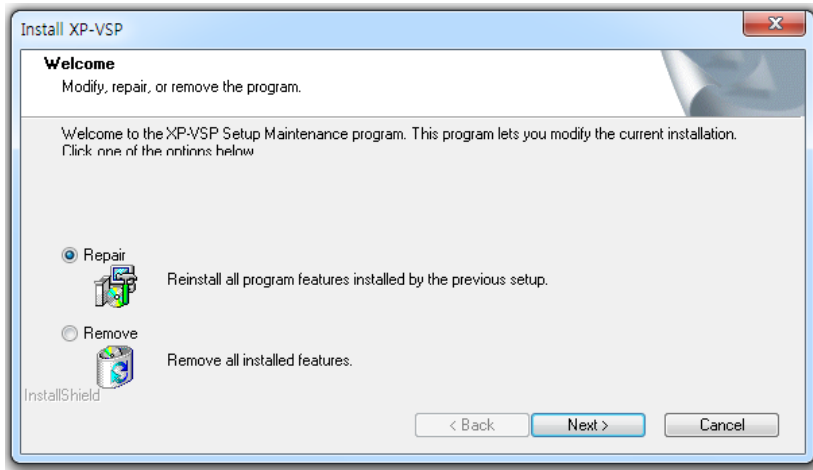 Install XP-VSP
Welcome
Modify, repair, or remove the program.
Welcome to the XP-VSP Setup Maintenance program. This program lets you modify the current installation.
Click one of the options below
Repair
Reinstall all program features installed by the previous setup.
Remove
Remove all installed features.
InstallShield
< Back
Next >
Cancel